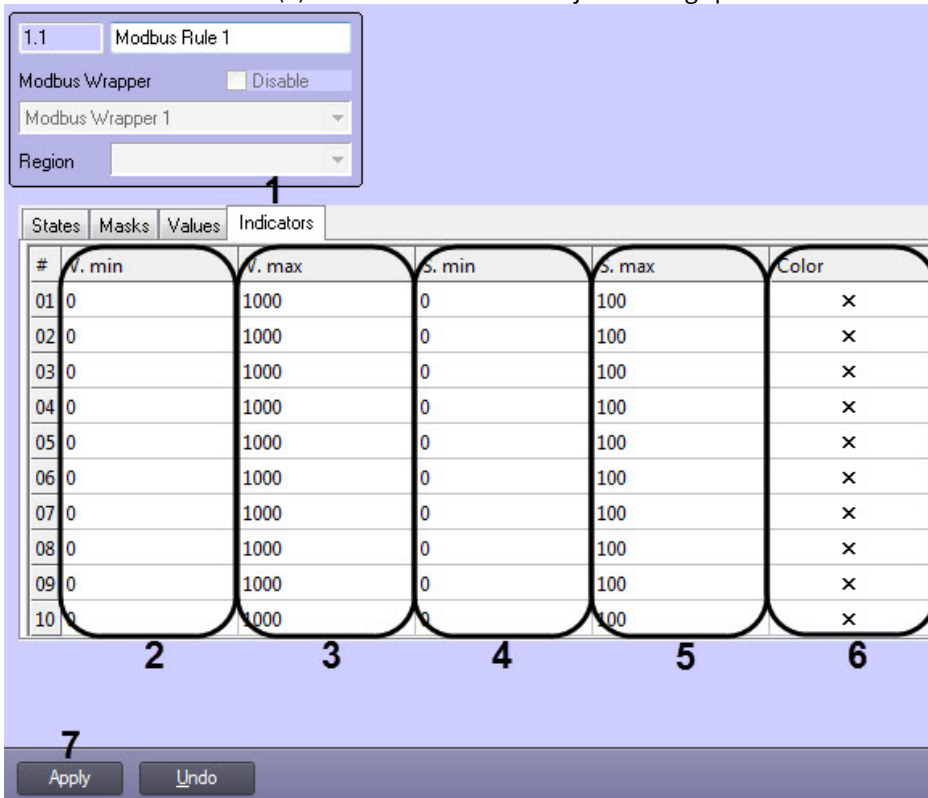 1.1 Modbus Rule 1
Modbus Wrapper Disable
Modbus Wrapper 1
Region
1
States Masks Values Indicators
# V. min V. max S. min S. max Color
01 0 1000 0 100 ×
02 0 1000 0 100 ×
03 0 1000 0 100 ×
04 0 1000 0 100 ×
05 0 1000 0 100 ×
06 0 1000 0 100 ×
07 0 1000 0 100 ×
08 0 1000 0 100 ×
09 0 1000 0 100 ×
10 0 1000 0 100 ×
2 3 4 5 6
7
Apply Undo